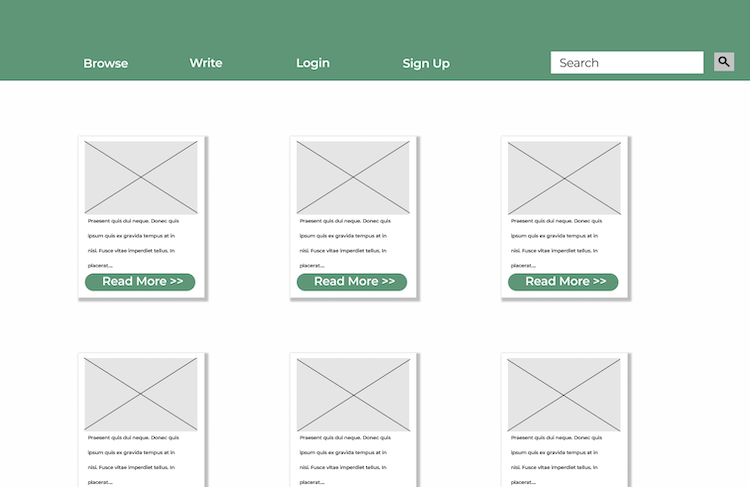 Browse Write Login Sign Up Search
Praesent quis dui neque. Donec quis
ipsum quis ex gravida tempus at in
nisl. Fusce vitae imperdiet tellus. In
placerat....
Read More >>
Praesent quis dui neque. Donec quis
ipsum quis ex gravida tempus at in
nisl. Fusce vitae imperdiet tellus. In
placerat....
Read More >>
Praesent quis dui neque. Donec quis
ipsum quis ex gravida tempus at in
nisl. Fusce vitae imperdiet tellus. In
placerat....
Read More >>
Praesent quis dui neque. Donec quis
ipsum quis ex gravida tempus at in
nisl. Fusce vitae imperdiet tellus. In
placerat....
Praesent quis dui neque. Donec quis
ipsum quis ex gravida tempus at in
nisl. Fusce vitae imperdiet tellus. In
placerat....
Praesent quis dui neque. Donec quis
ipsum quis ex gravida tempus at in
nisl. Fusce vitae imperdiet tellus. In
placerat....